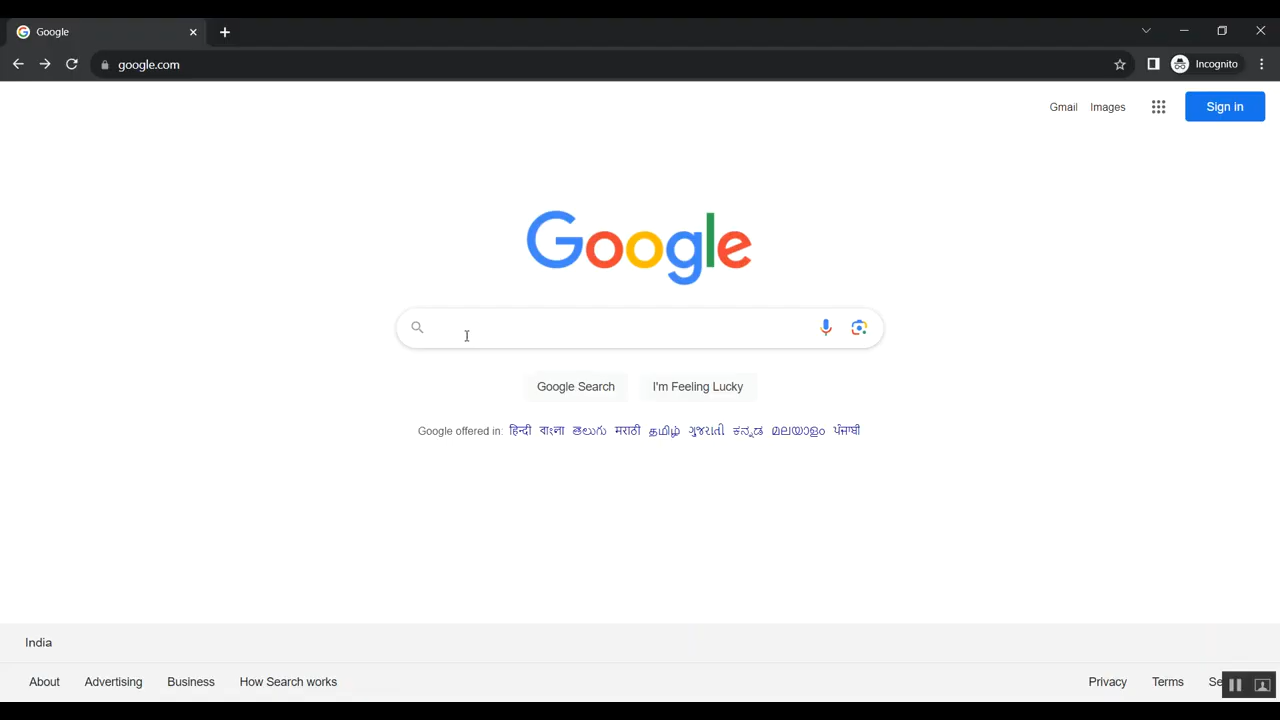 Google
google.com
Incognito
Gmail Images Sign in
Google
Google Search I'm Feeling Lucky
Google offered in: हिन्दी বাংলা తెలుగు मराठी தமிழ் ગુજરાતી ಕನ್ನಡ മലയാളം ਪੰਜਾਬੀ
India
About Advertising Business How Search works Privacy Terms